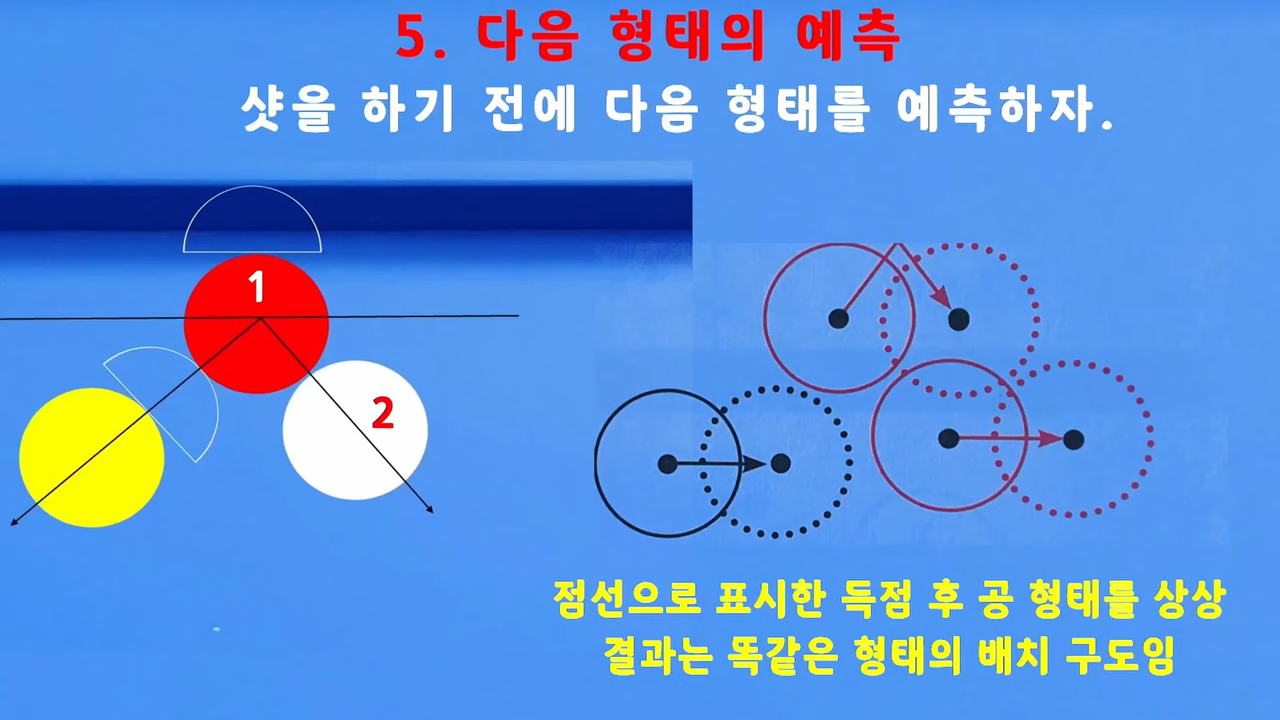 5. 다음 형태의 예측
샷을 하기 전에 다음 형태를 예측하자.
1
2
점선으로 표시한 득점 후 공 형태를 상상
결과는 똑같은 형태의 배치 구도임